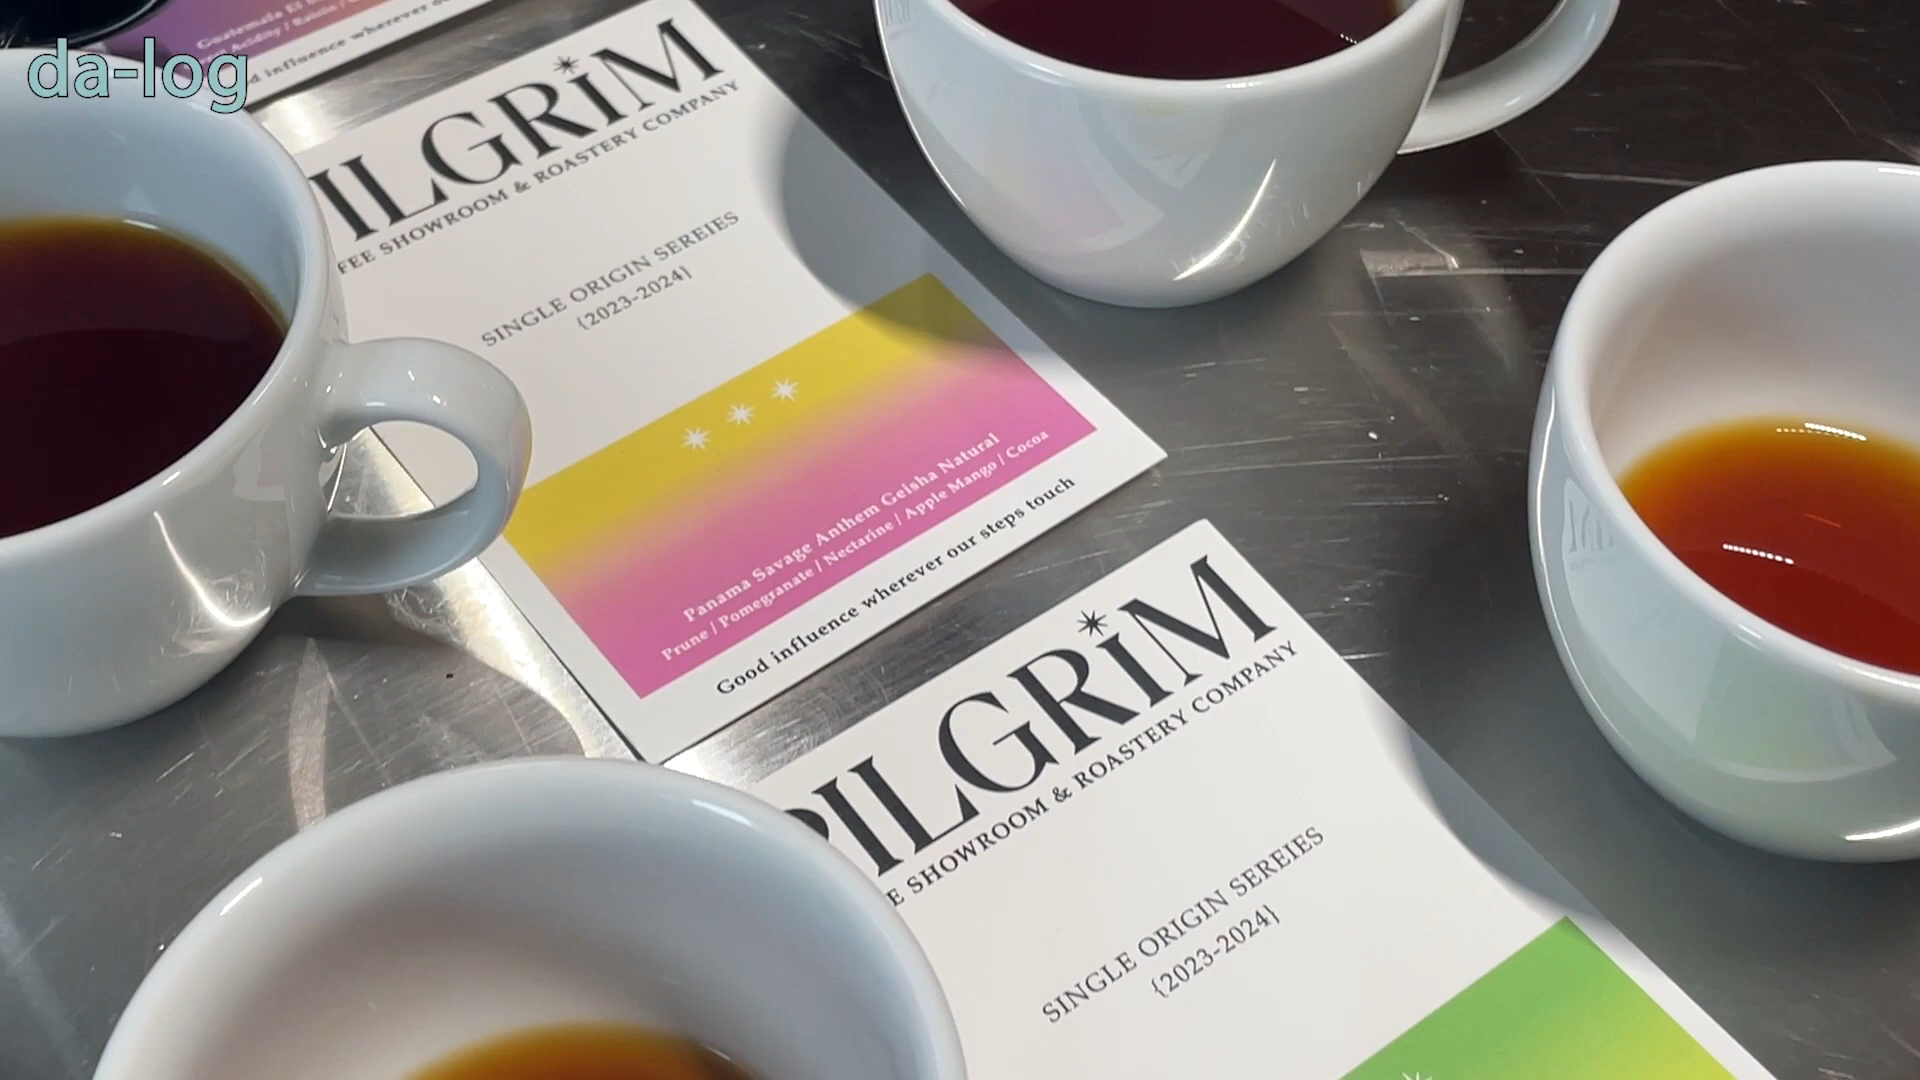 da-log
Guatemala El
Acidity / Raisin /
d influence wherever
ILGRiM
FEE SHOWROOM & ROASTERY COMPANY
SINGLE ORIGIN SEREIES
{2023-2024}
Panama Savage Anthem Geisha Natural
Prune / Pomegranate / Nectarine / Apple Mango / Cocoa
Good influence wherever our steps touch
PILGRiM
E SHOWROOM & ROASTERY COMPANY
SINGLE ORIGIN SEREIES
{2023-2024}